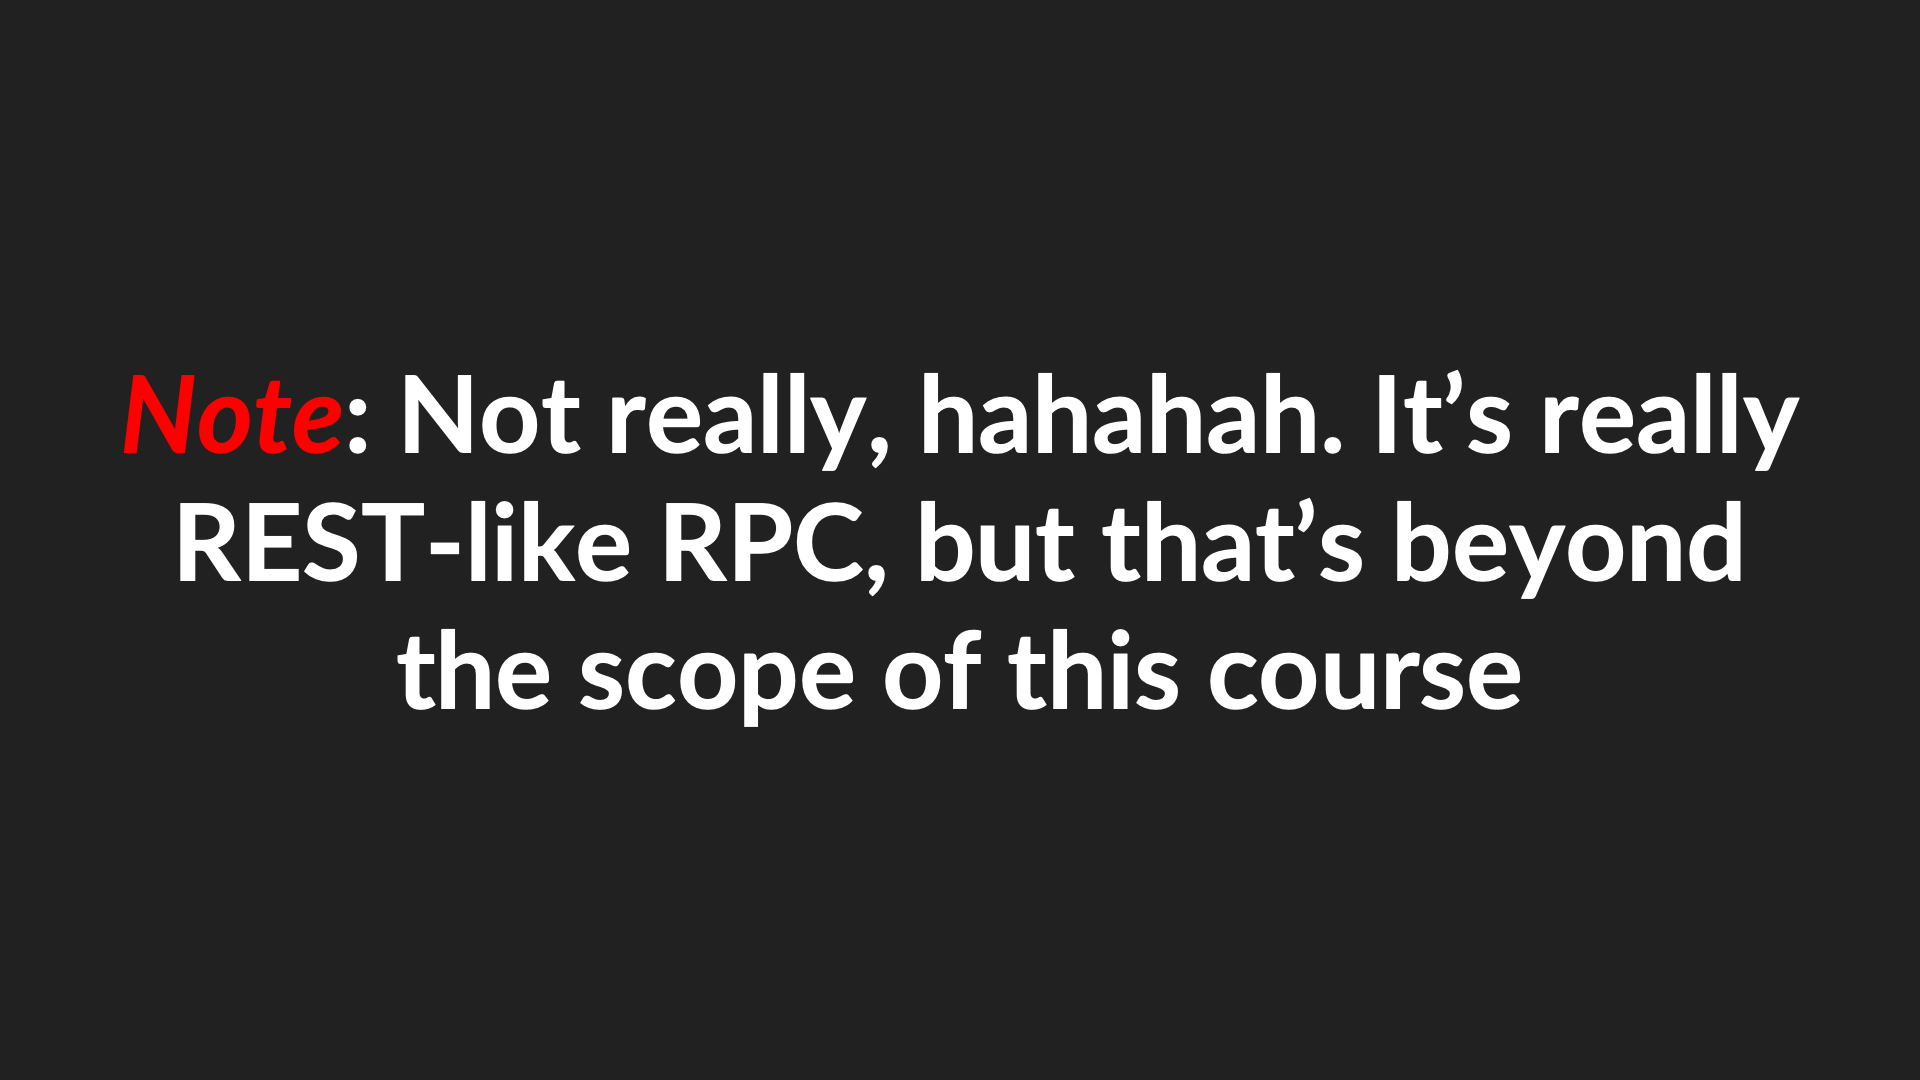 Note: Not really, hahahah. It’s really
REST-like RPC, but that’s beyond
the scope of this course